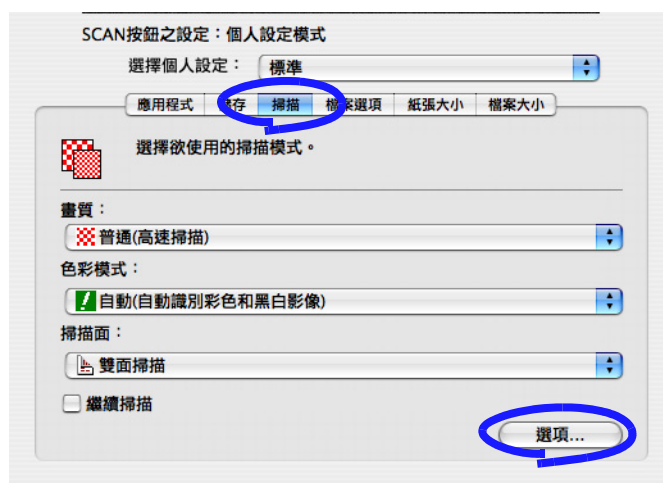 SCAN按鈕之設定：個人設定模式
選擇個人設定： 標準
應用程式 存 掃描 檔案選項 紙張大小 檔案大小
選擇欲使用的掃描模式。
畫質：
普通(高速掃描)
色彩模式：
自動(自動識別彩色和黑白影像)
掃描面：
雙面掃描
繼續掃描
選項...